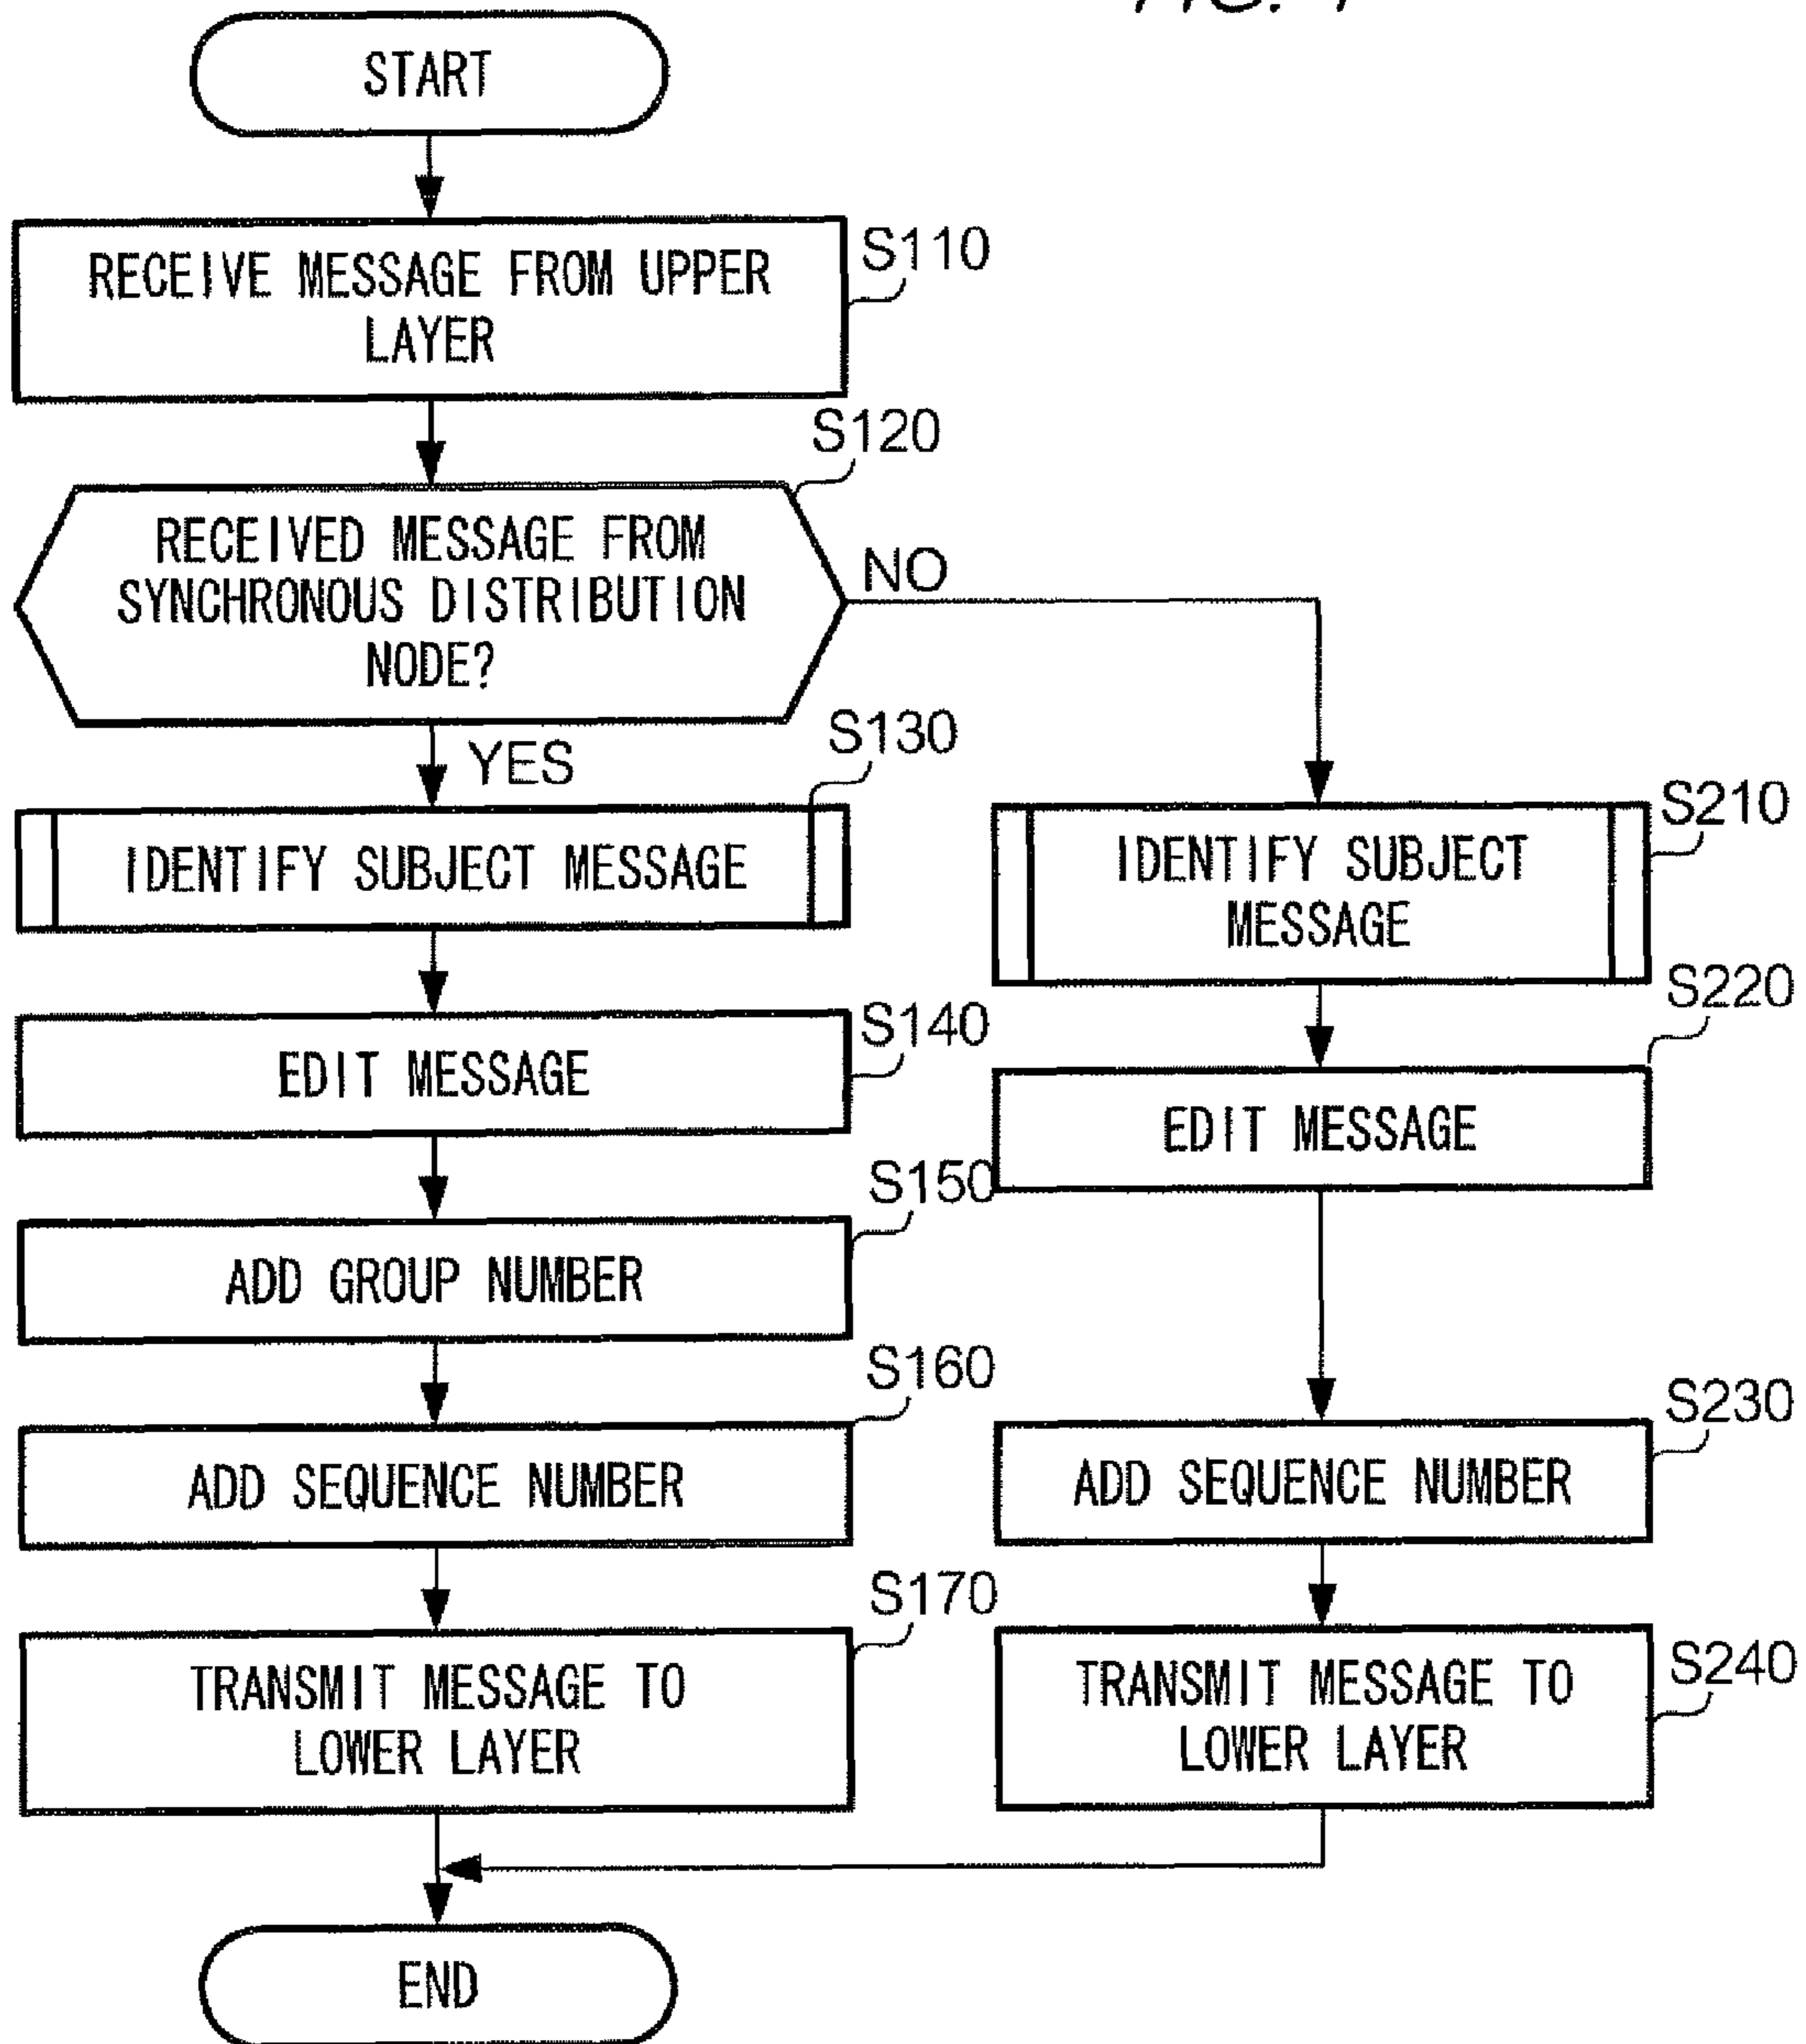 START
RECEIVE MESSAGE FROM UPPER
LAYER
S110
S120
RECEIVED MESSAGE FROM
SYNCHRONOUS DISTRIBUTION
NODE?
NO
YES
S130
IDENTIFY SUBJECT MESSAGE
S210
IDENTIFY SUBJECT
MESSAGE
S140
EDIT MESSAGE
S220
EDIT MESSAGE
S150
ADD GROUP NUMBER
S160
ADD SEQUENCE NUMBER
S230
ADD SEQUENCE NUMBER
S170
TRANSMIT MESSAGE TO
LOWER LAYER
S240
TRANSMIT MESSAGE TO
LOWER LAYER
END